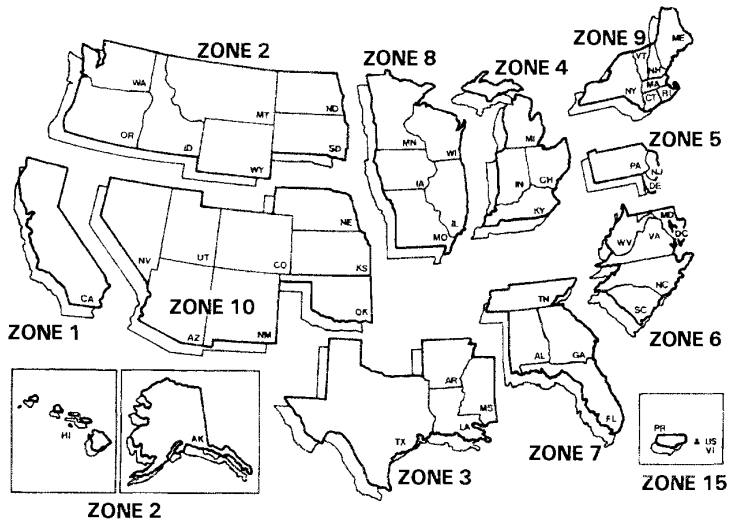 ZONE 2
WA
OR
ID
MT
WY
ND
SD
ZONE 8
MN
IA
WI
IL
MO
ZONE 4
MI
IN
OH
KY
ZONE 9
ME
VT
NH
MA
NY
CT
RI
ZONE 5
PA
NJ
DE
ZONE 1
CA
ZONE 10
NV
UT
CO
AZ
NM
NE
KS
OK
MD
DC
WV
VA
NC
SC
ZONE 6
ZONE 3
TX
AR
LA
MS
ZONE 7
TN
AL
GA
FL
HI
AK
ZONE 2
PR
& US
VI
ZONE 15